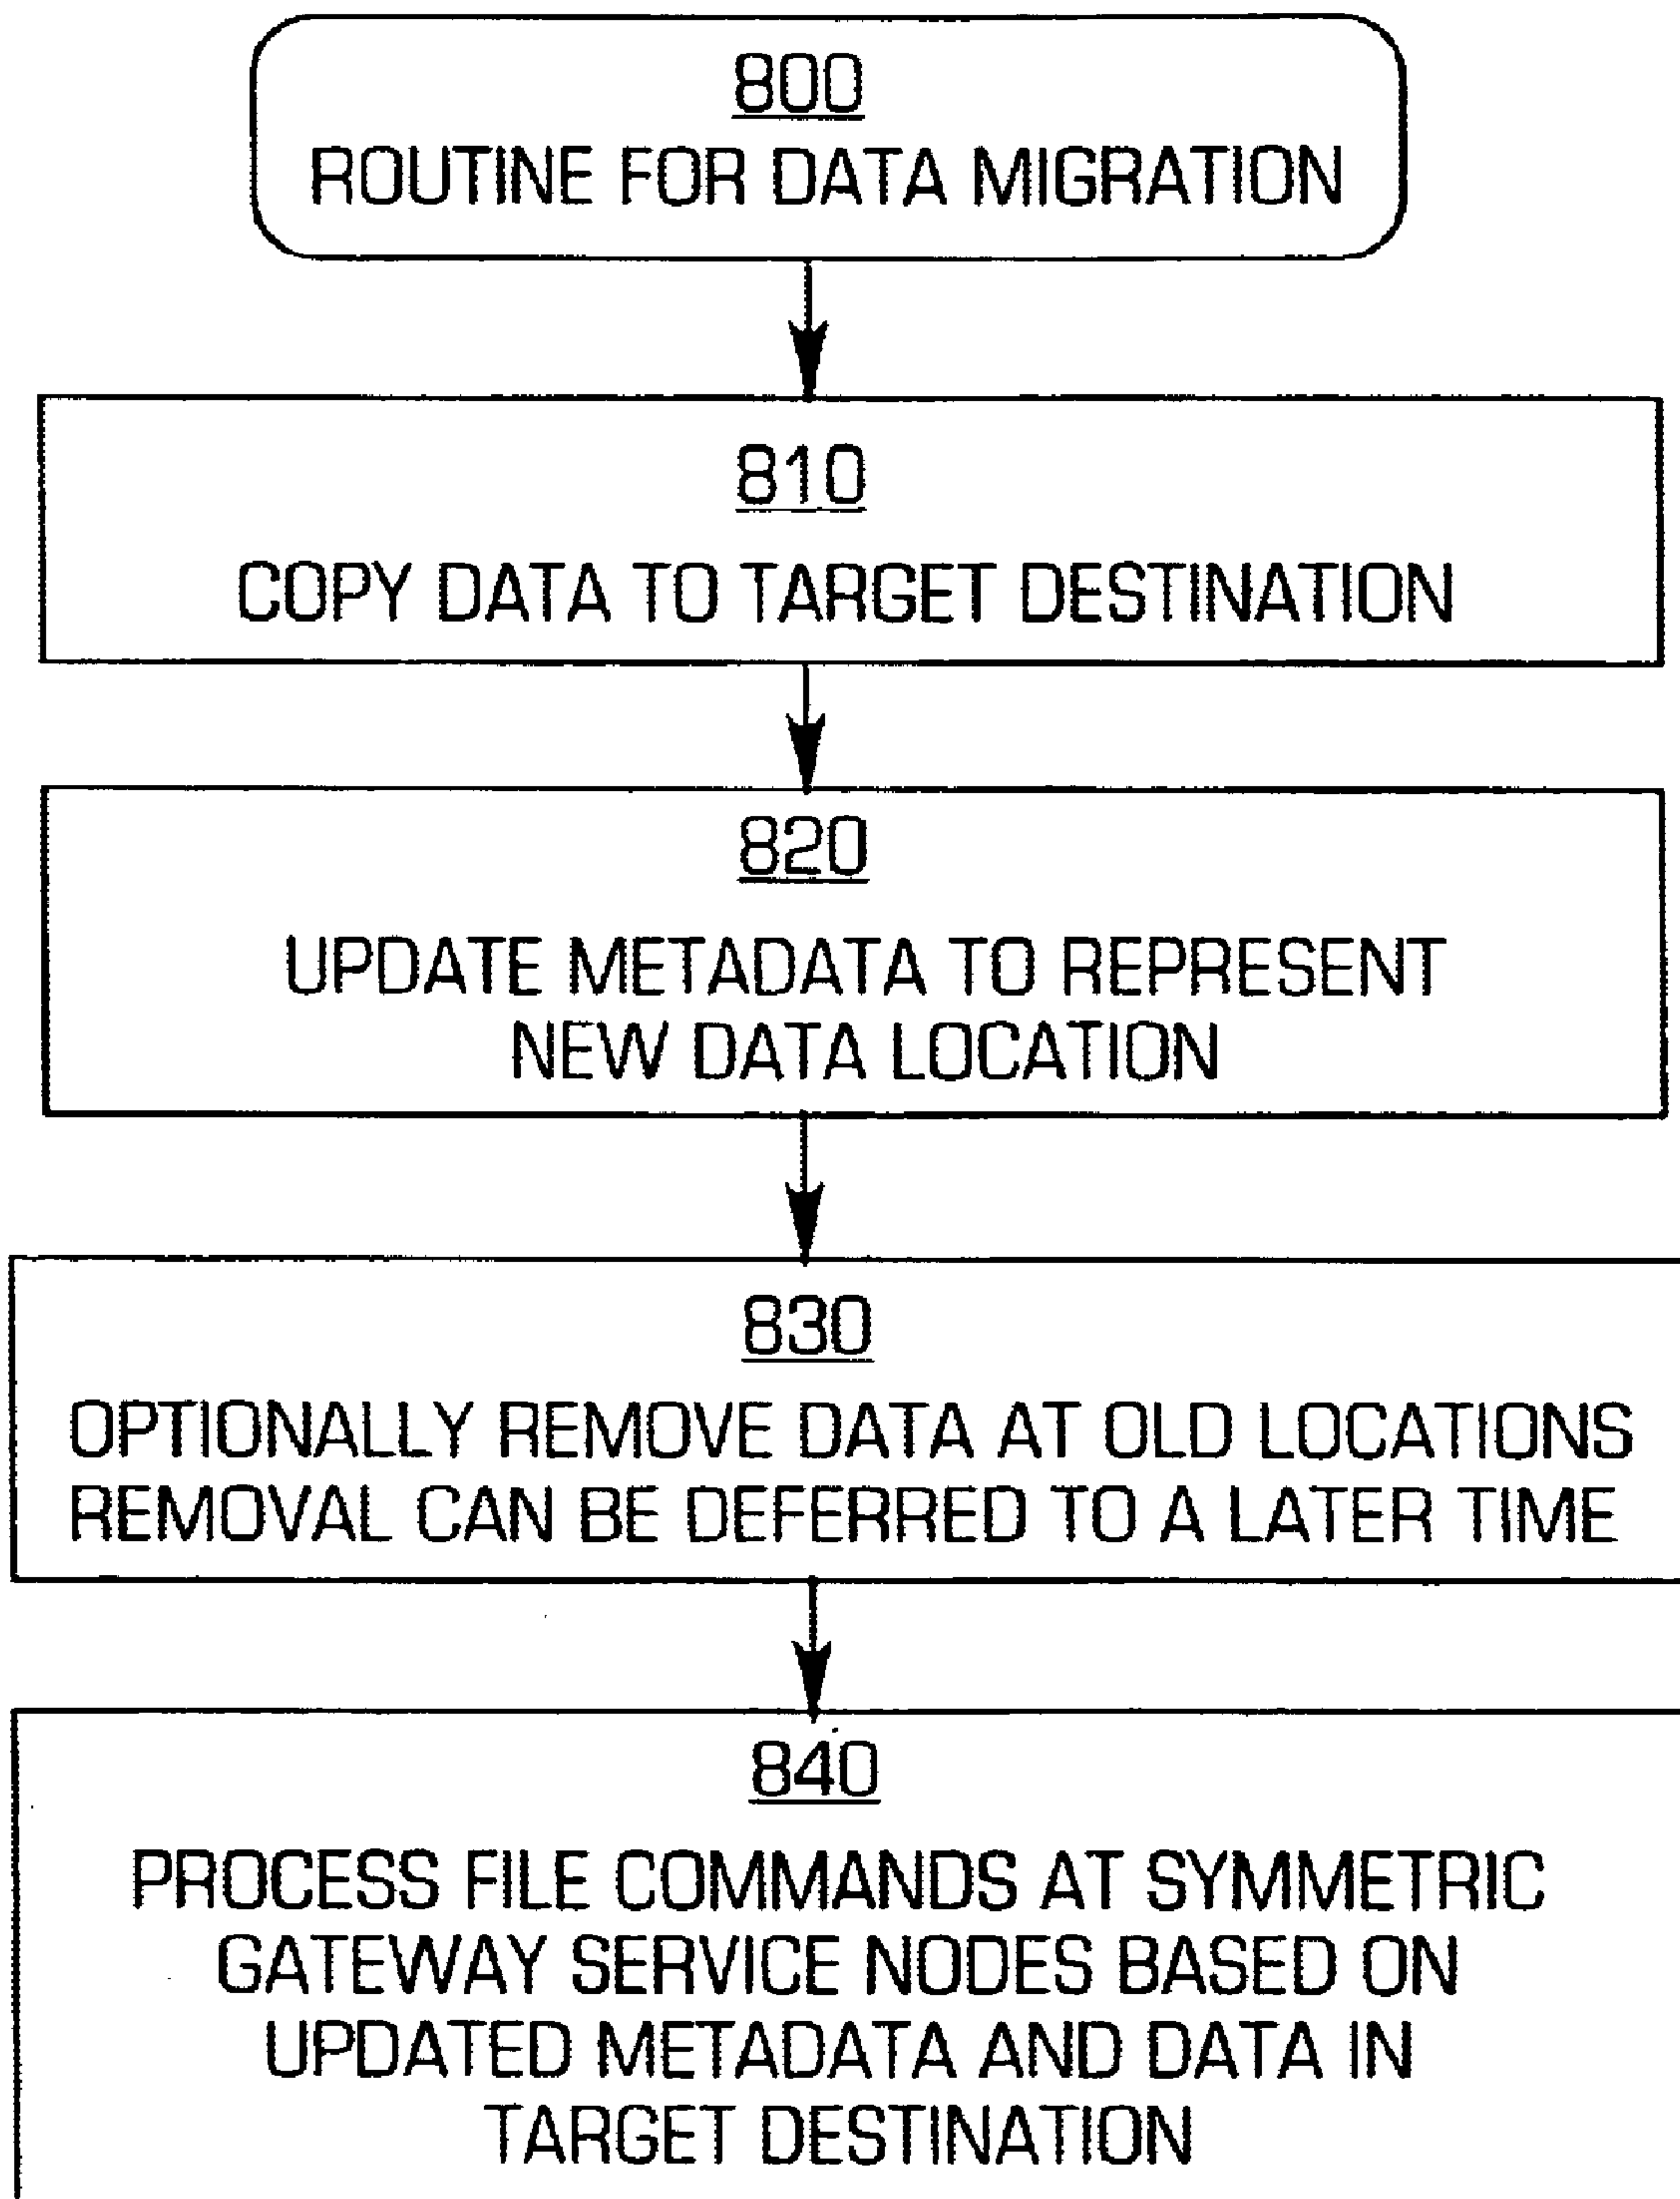 800
ROUTINE FOR DATA MIGRATION
810
COPY DATA TO TARGET DESTINATION
820
UPDATE METADATA TO REPRESENT
NEW DATA LOCATION
830
OPTIONALLY REMOVE DATA AT OLD LOCATIONS
REMOVAL CAN BE DEFERRED TO A LATER TIME
840
PROCESS FILE COMMANDS AT SYMMETRIC
GATEWAY SERVICE NODES BASED ON
UPDATED METADATA AND DATA IN
TARGET DESTINATION